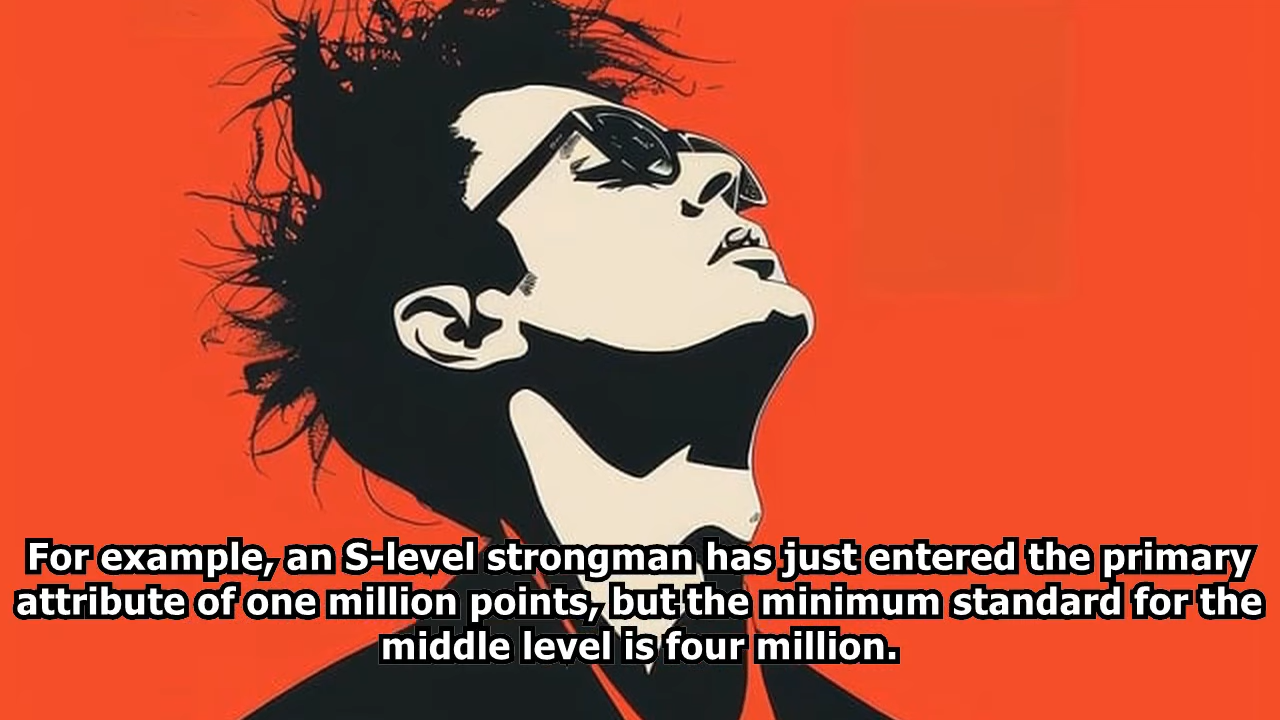 For example, an S-level strongman has just entered the primary
attribute of one million points, but the minimum standard for the
middle level is four million.